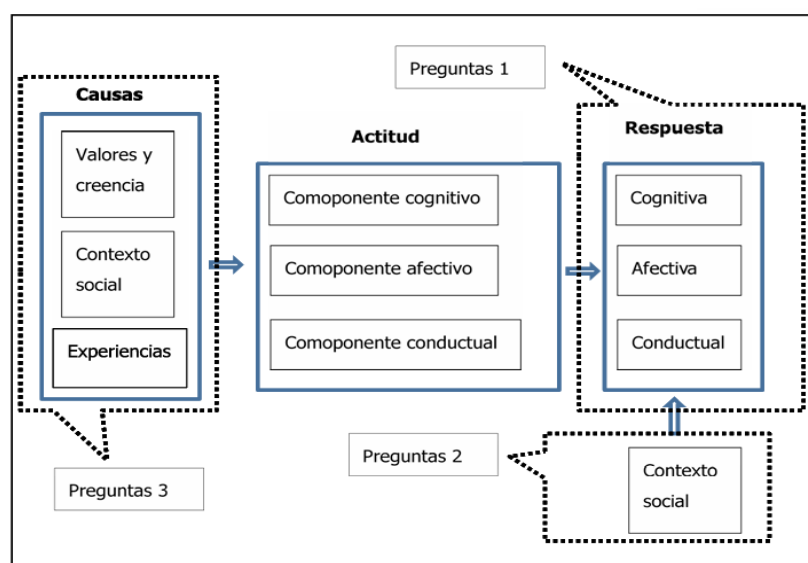 Preguntas 1
Causas
Actitud
Respuesta
Valores y
creencia
Contexto
social
Experiencias
Comoponente cognitivo
Comoponente afectivo
Comoponente conductual
Cognitiva
Afectiva
Conductual
Preguntas 3
Preguntas 2
Contexto
social